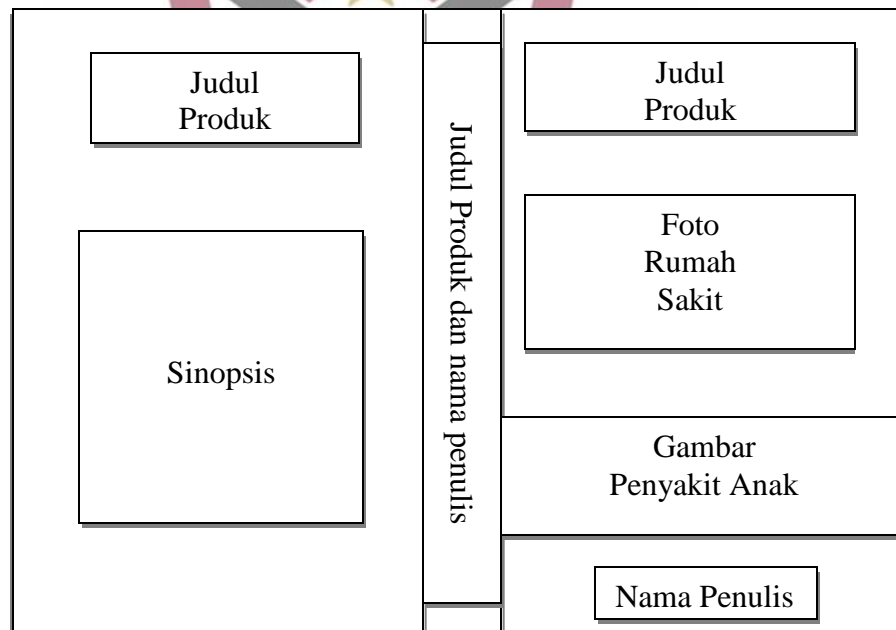 Judul
Produk
Sinopsis
Judul Produk dan nama penulis
Judul
Produk
Foto
Rumah
Sakit
Gambar
Penyakit Anak
Nama Penulis